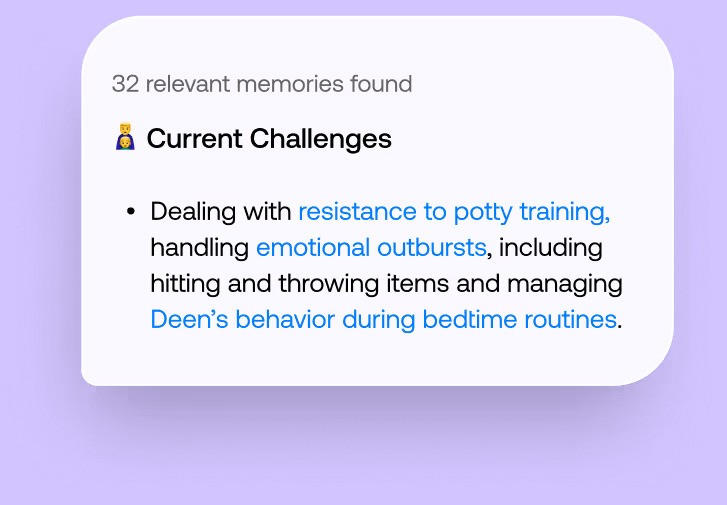 32 relevant memories found
Current Challenges
• Dealing with resistance to potty training,
handling emotional outbursts, including
hitting and throwing items and managing
Deen’s behavior during bedtime routines.